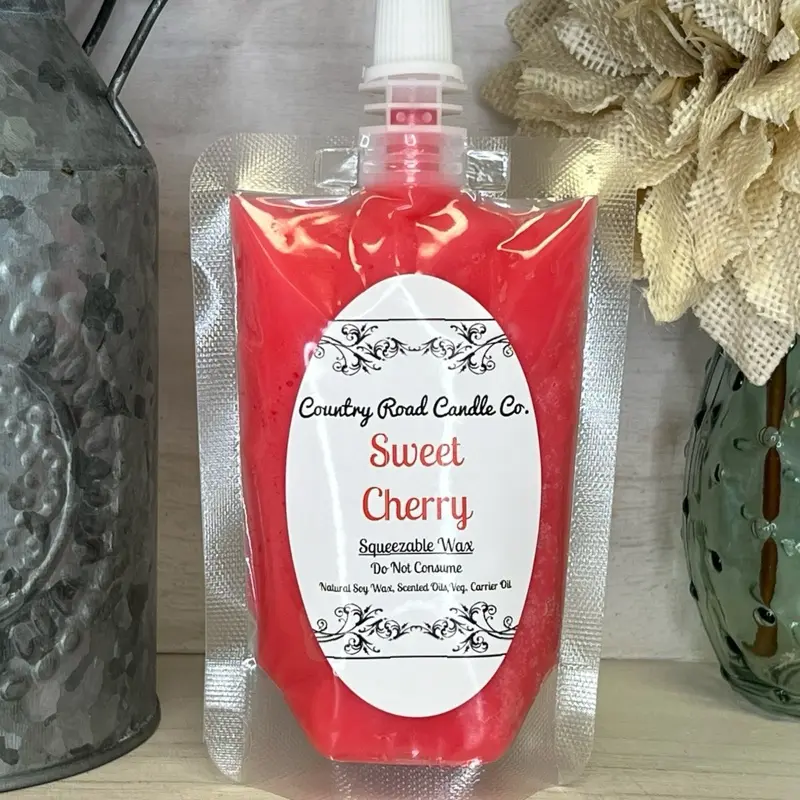 Country Road Candle Co.
Sweet
Cherry
Squeezable Wax
Do Not Consume
Natural Soy Wax, Scented Oils, Veg. Carrier Oil